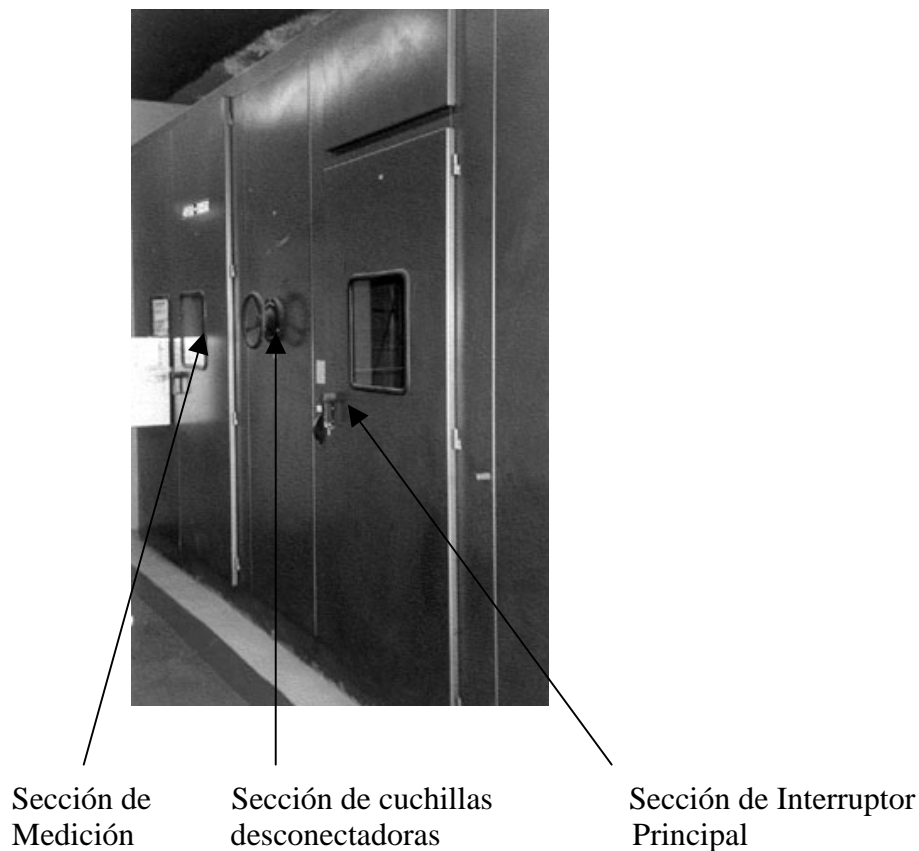 Sección de Medición
Sección de cuchillas desconectadoras
Sección de Interruptor Principal